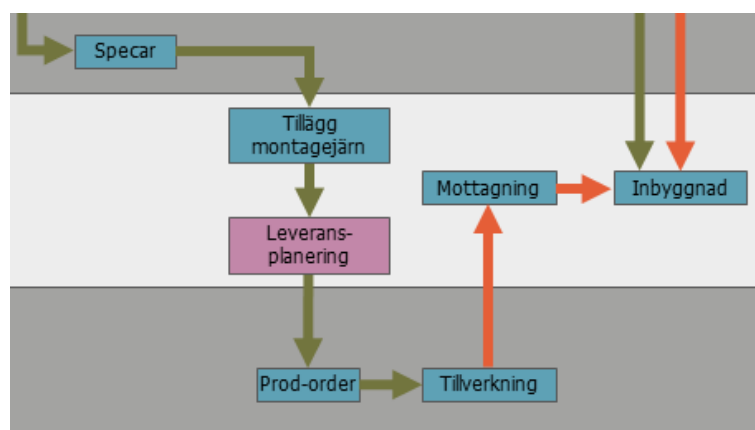 Specar
Tillägg
montagejärn
Mottagning
Inbyggnad
Leverans-
planering
Prod-order
Tillverkning